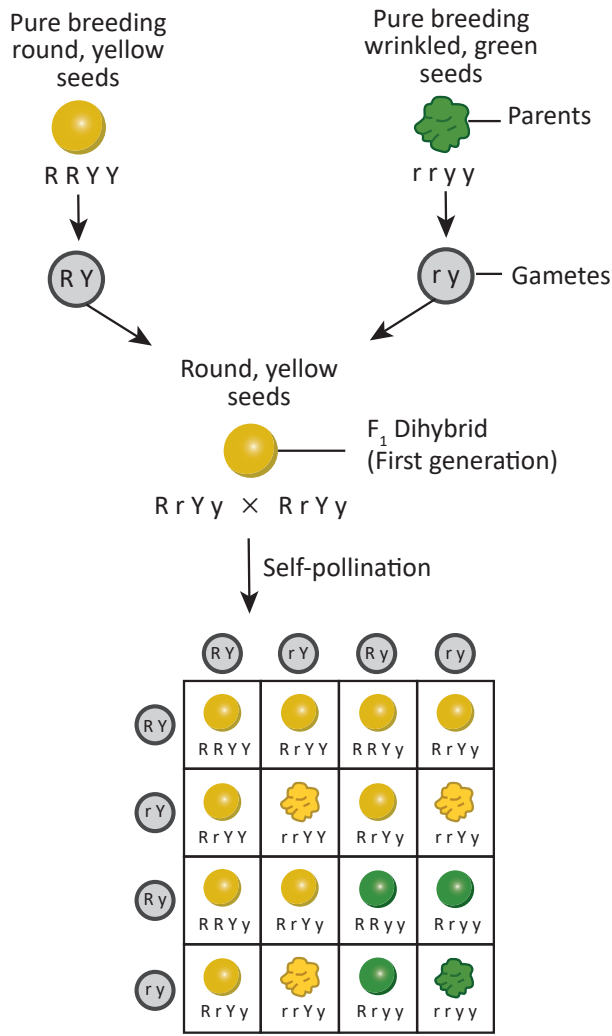 Pure breeding
round, yellow
seeds
Pure breeding
wrinkled, green
seeds
Parents
R R Y Y
r r y y
R Y
r y
Gametes
Round, yellow
seeds
F₁ Dihybrid
(First generation)
R r Y y × R r Y y
Self-pollination
R Y r Y R y r y
R Y
R R Y Y R r Y Y R R Y y R r Y y
r Y
R r Y Y r r Y Y R r Y y r r Y y
R y
R R Y y R r Y y R R y y R r y y
r y
R r Y y r r Y y R r y y r r y y